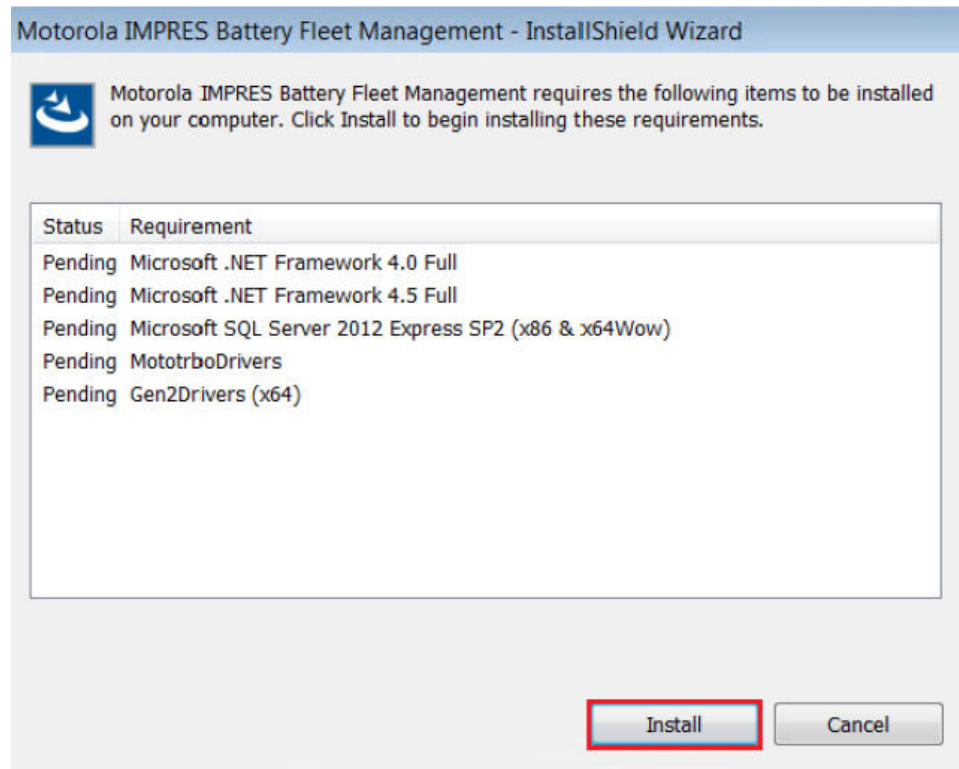 Motorola IMPRES Battery Fleet Management - InstallShield Wizard
Motorola IMPRES Battery Fleet Management requires the following items to be installed
on your computer. Click Install to begin installing these requirements.
Status Requirement
Pending Microsoft .NET Framework 4.0 Full
Pending Microsoft .NET Framework 4.5 Full
Pending Microsoft SQL Server 2012 Express SP2 (x86 & x64Wow)
Pending MototrboDrivers
Pending Gen2Drivers (x64)
Install Cancel